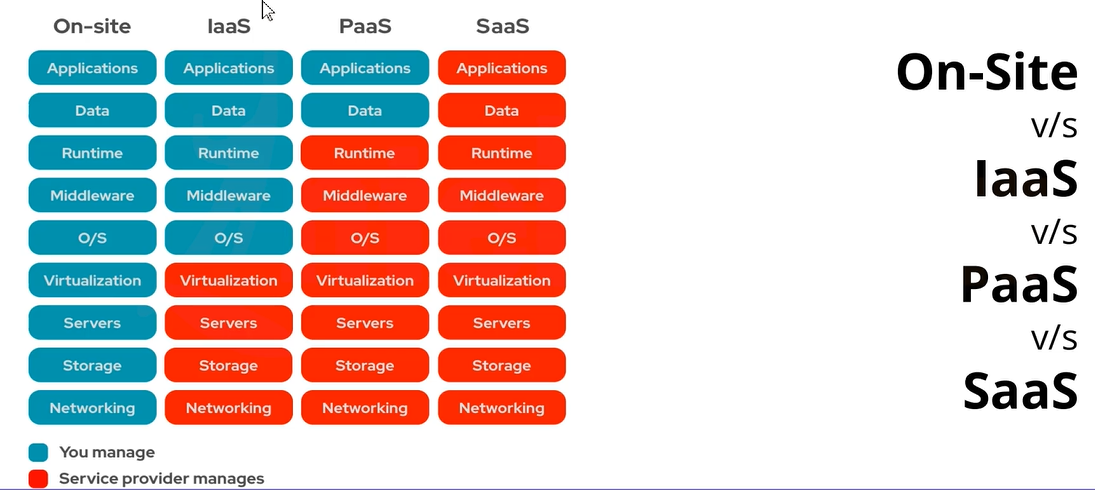 On-site IaaS PaaS SaaS
Applications Applications Applications Applications
Data Data Data Data
Runtime Runtime Runtime Runtime
Middleware Middleware Middleware Middleware
O/S O/S O/S O/S
Virtualization Virtualization Virtualization Virtualization
Servers Servers Servers Servers
Storage Storage Storage Storage
Networking Networking Networking Networking
You manage
Service provider manages
On-Site
v/s
IaaS
v/s
PaaS
v/s
SaaS